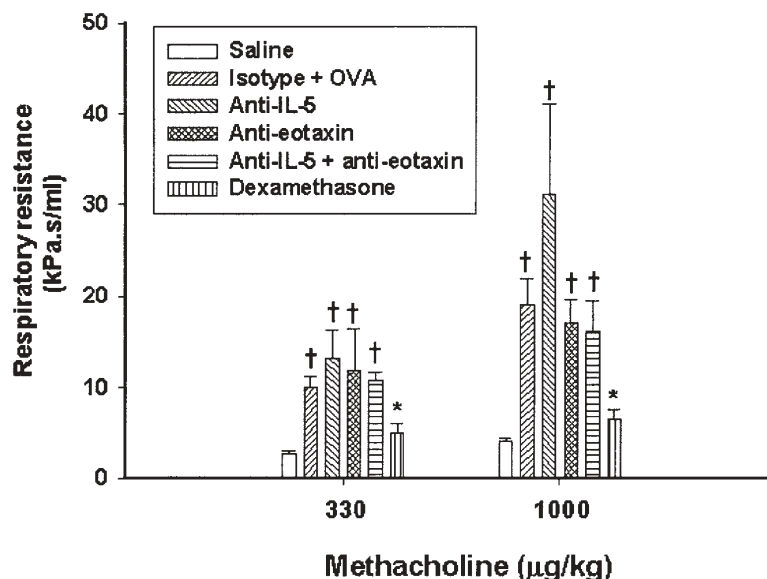 50
40
30
20
10
0
Respiratory resistance
(kPa.s/ml)
Saline
Isotype + OVA
Anti-IL-5
Anti-eotaxin
Anti-IL-5 + anti-eotaxin
Dexamethasone
† † † † *
† † † † *
330 1000
Methacholine (μg/kg)